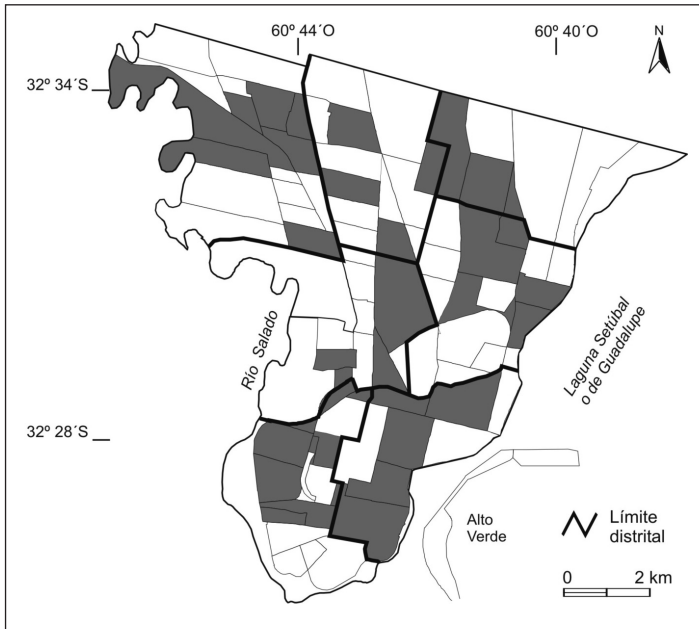 60º 44´O
60º 40´O
N
32º 34´S
Río Salado
Laguna Setúbal
o de Guadalupe
32º 28´S
Alto
Verde
Límite
distrital
0 2 km